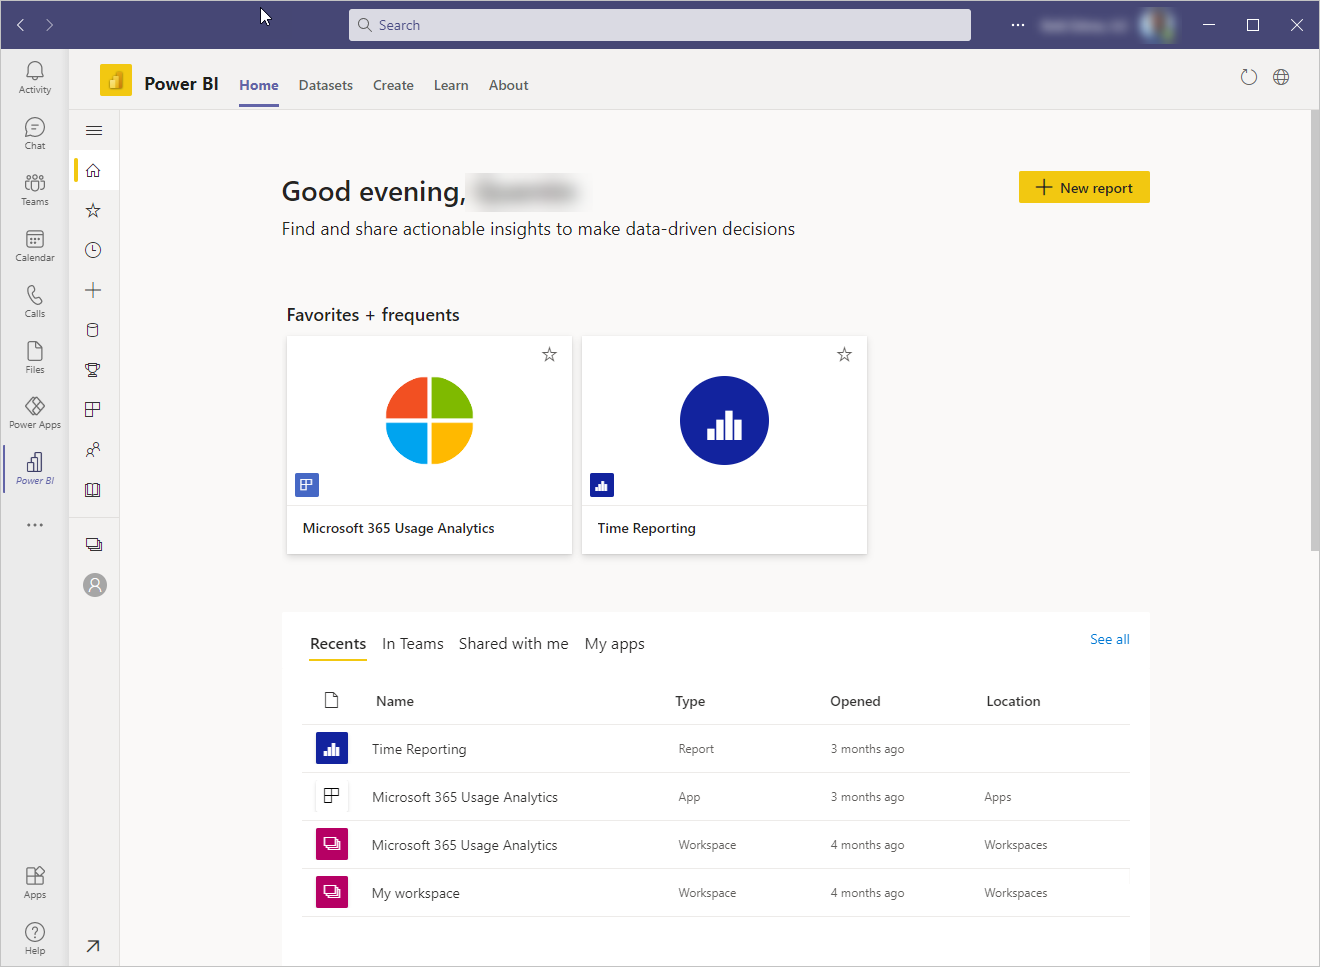 Search
Activity
Chat
Teams
Calendar
Calls
Files
Power Apps
Power BI
Apps
Help
Power BI
Home
Datasets
Create
Learn
About
Good evening,
Find and share actionable insights to make data-driven decisions
New report
Favorites + frequents
Microsoft 365 Usage Analytics
Time Reporting
Recents In Teams Shared with me My apps
See all
Name Type Opened Location
Time Reporting Report 3 months ago
Microsoft 365 Usage Analytics App 3 months ago Apps
Microsoft 365 Usage Analytics Workspace 4 months ago Workspaces
My workspace Workspace 4 months ago Workspaces